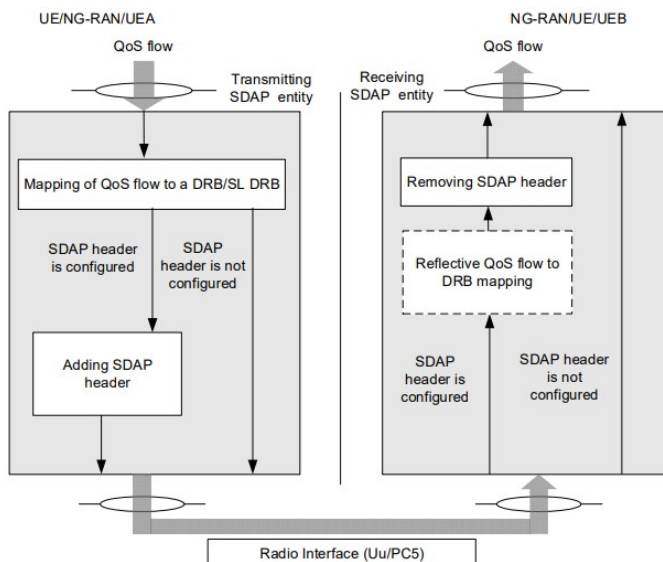 UE/NG-RAN/UEA
QoS flow
Transmitting
SDAP entity
Mapping of QoS flow to a DRB/SL DRB
SDAP header
is configured
SDAP
header is not
configured
Adding SDAP
header
NG-RAN/UE/UEB
QoS flow
Receiving
SDAP entity
Removing SDAP header
Reflective QoS flow to
DRB mapping
SDAP
header is
configured
SDAP header
is not
configured
Radio Interface (Uu/PC5)